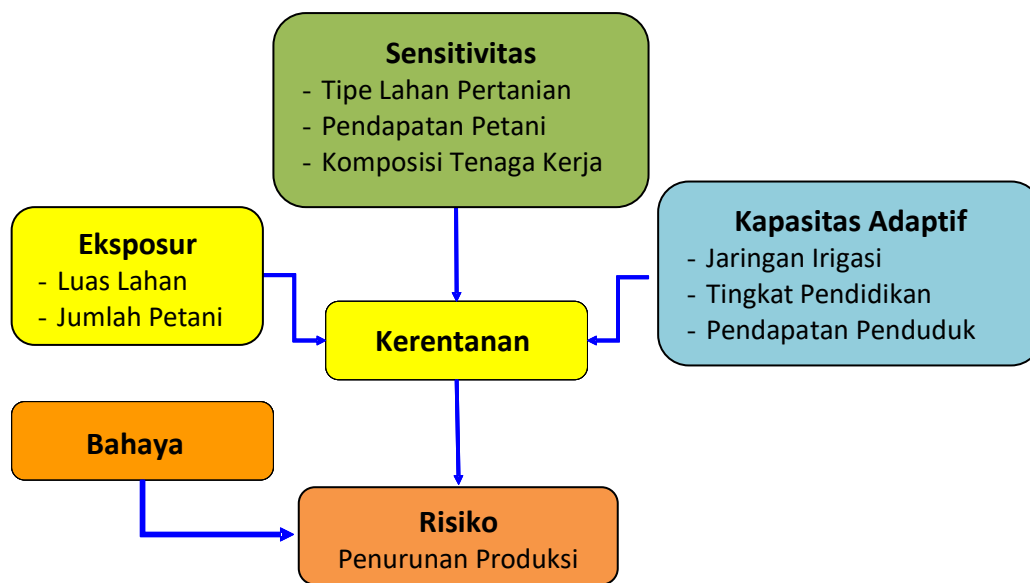 Sensitivitas
- Tipe Lahan Pertanian
- Pendapatan Petani
- Komposisi Tenaga Kerja
Eksposur
- Luas Lahan
- Jumlah Petani
Kapasitas Adaptif
- Jaringan Irigasi
- Tingkat Pendidikan
- Pendapatan Penduduk
Kerentanan
Bahaya
Risiko
Penurunan Produksi